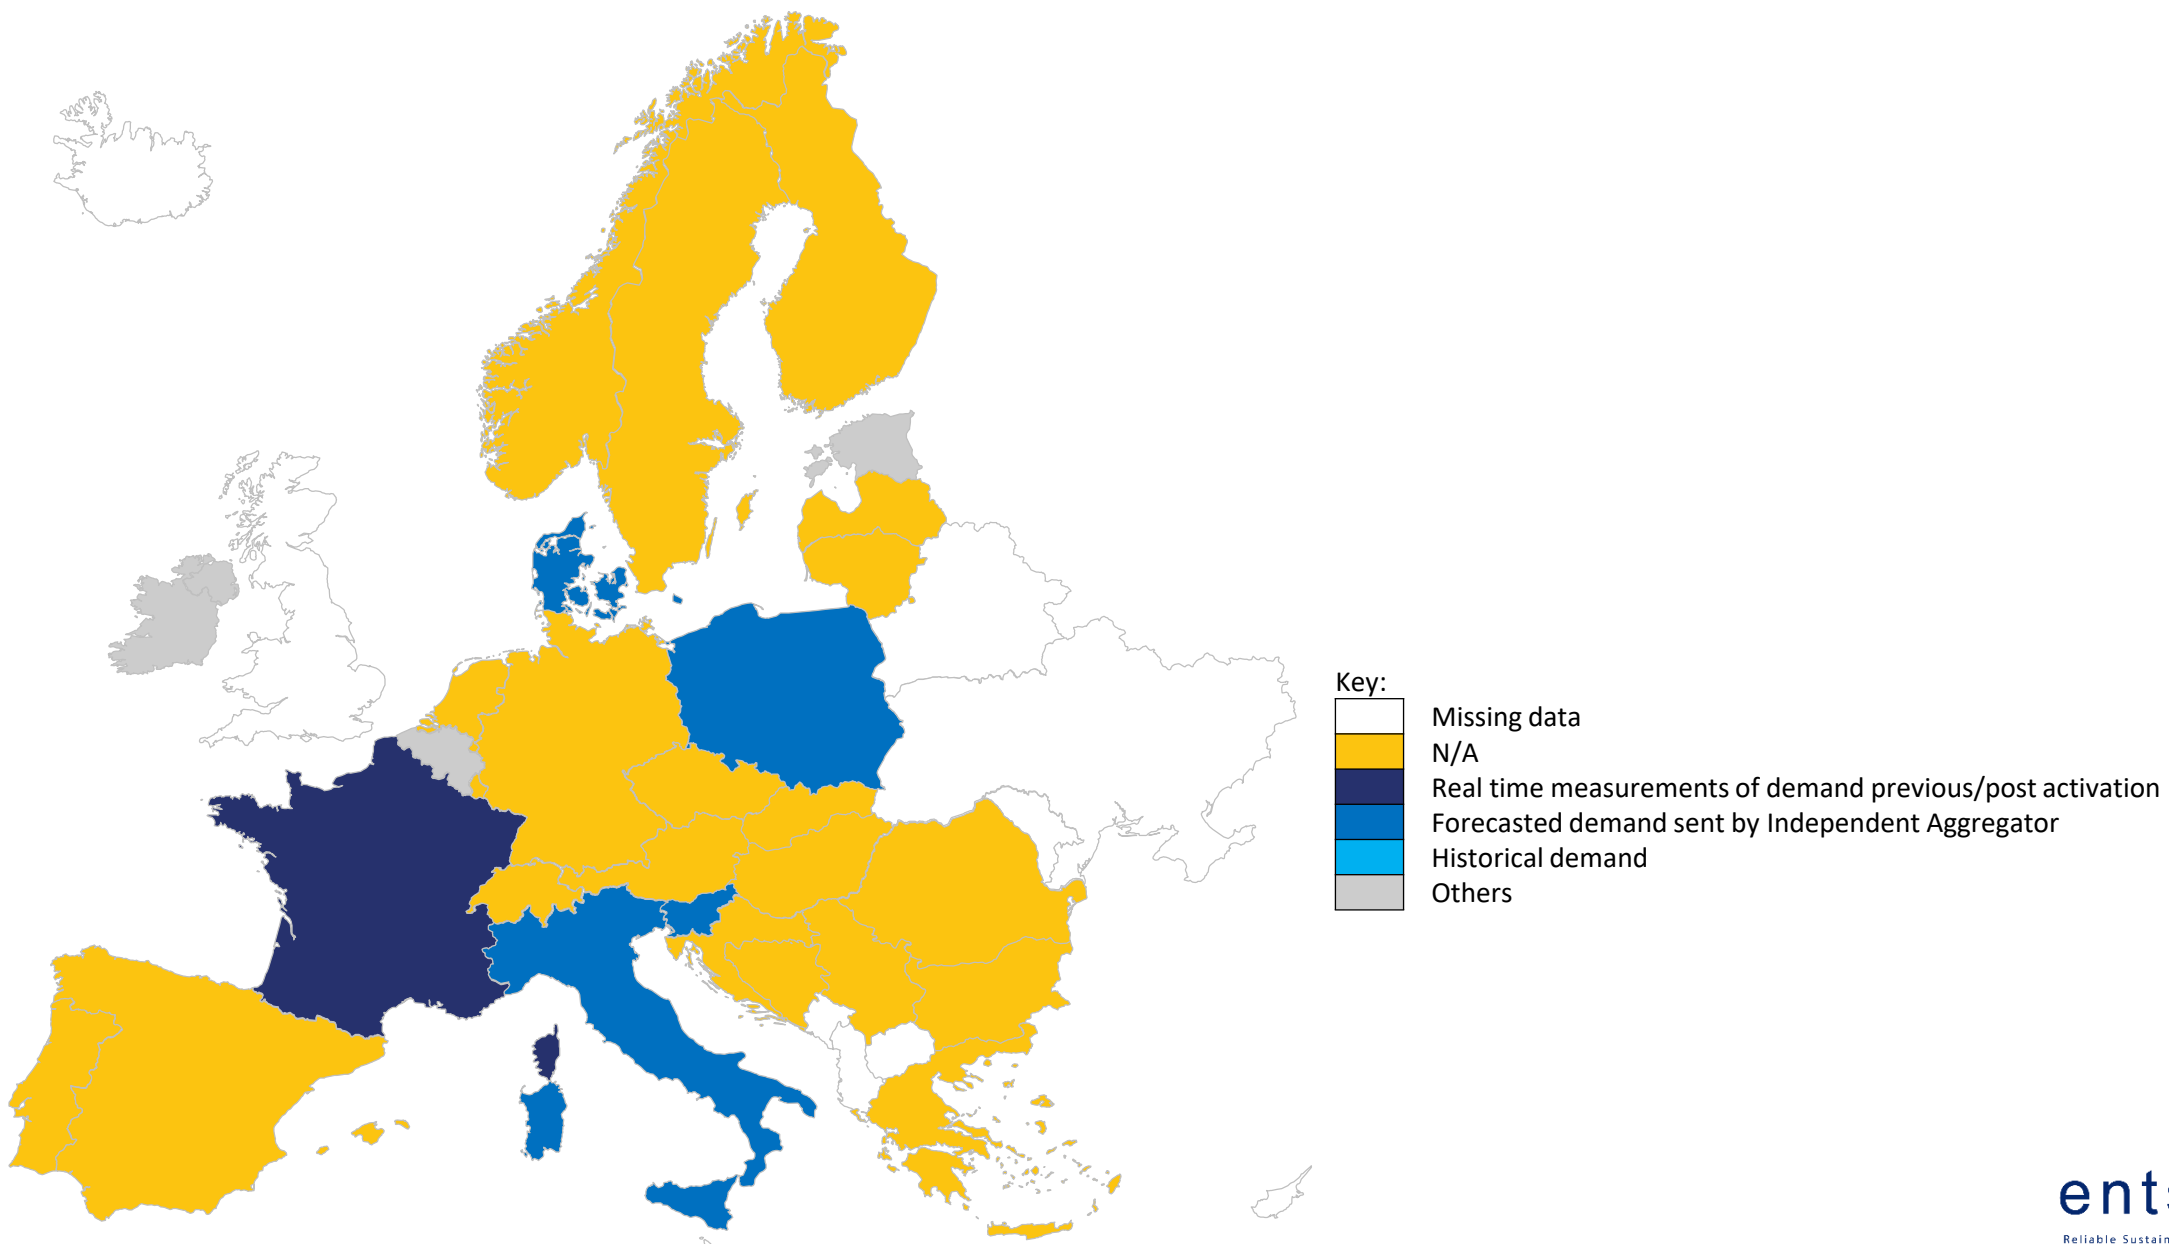 Key:
Missing data
N/A
Real time measurements of demand previous/post activation
Forecasted demand sent by Independent Aggregator
Historical demand
Others
Reliable